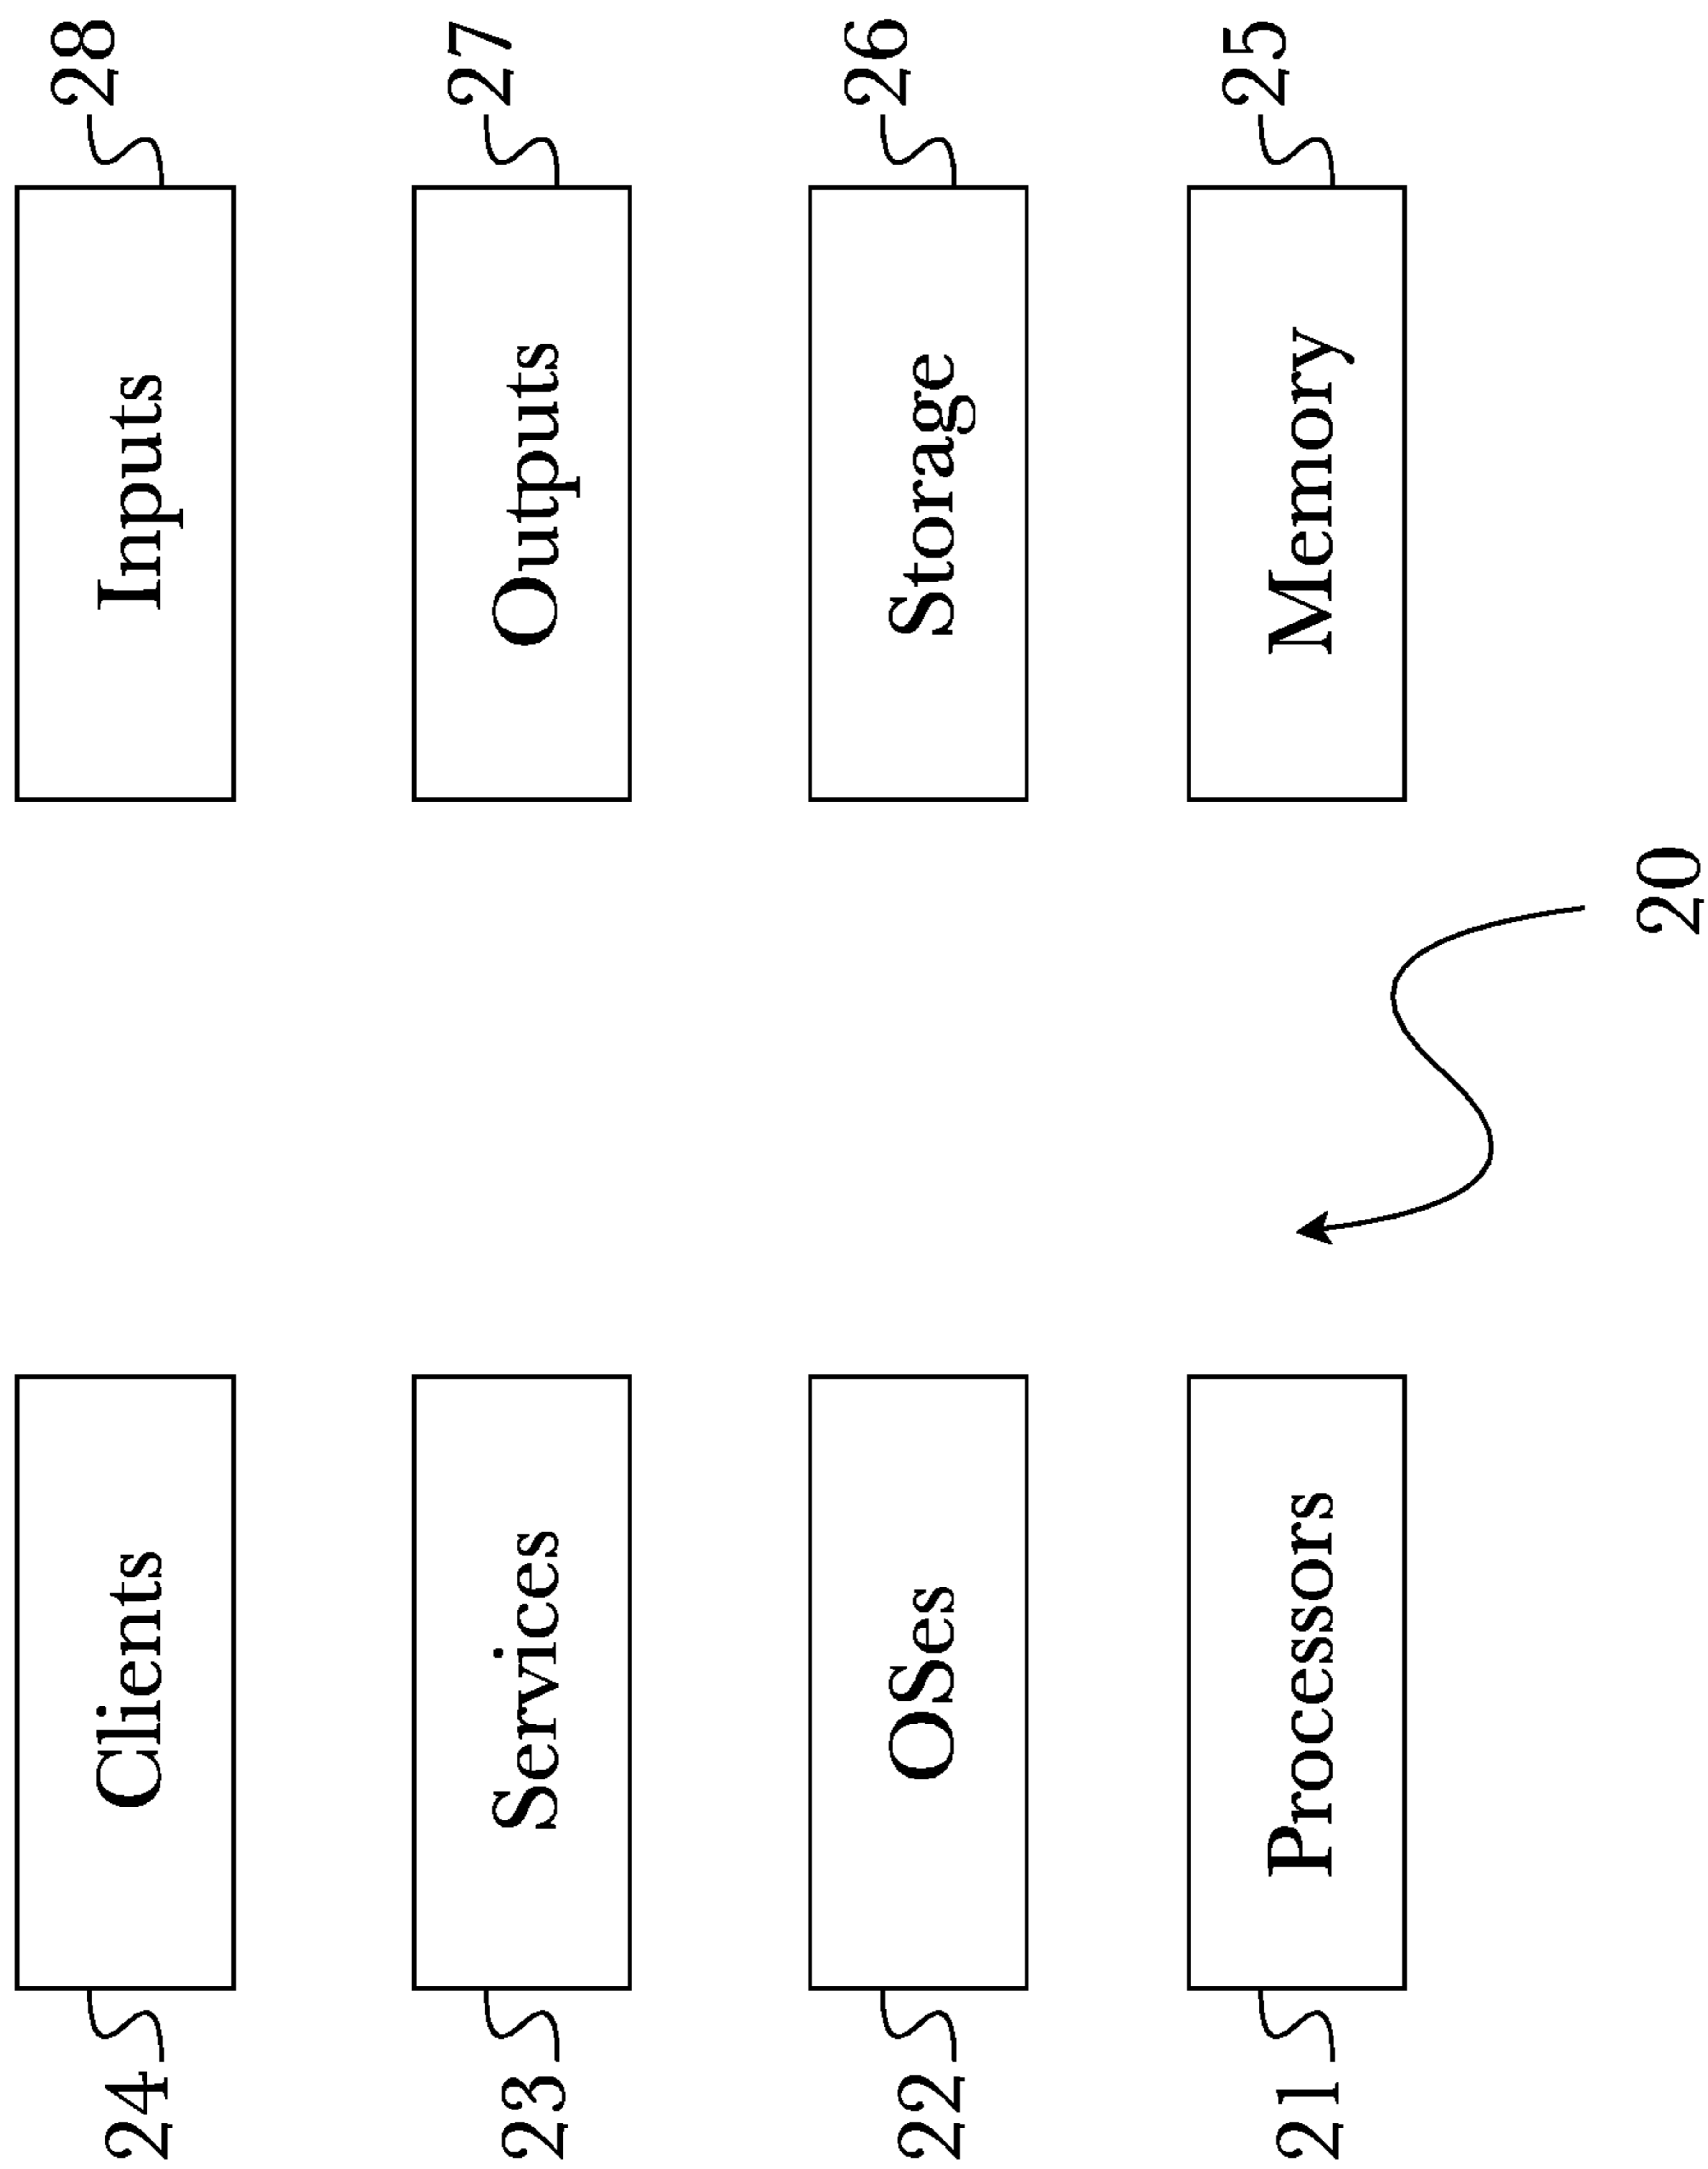 24
Clients
Inputs
28
23
Services
Outputs
27
22
OSes
Storage
26
21
Processors
Memory
25
20